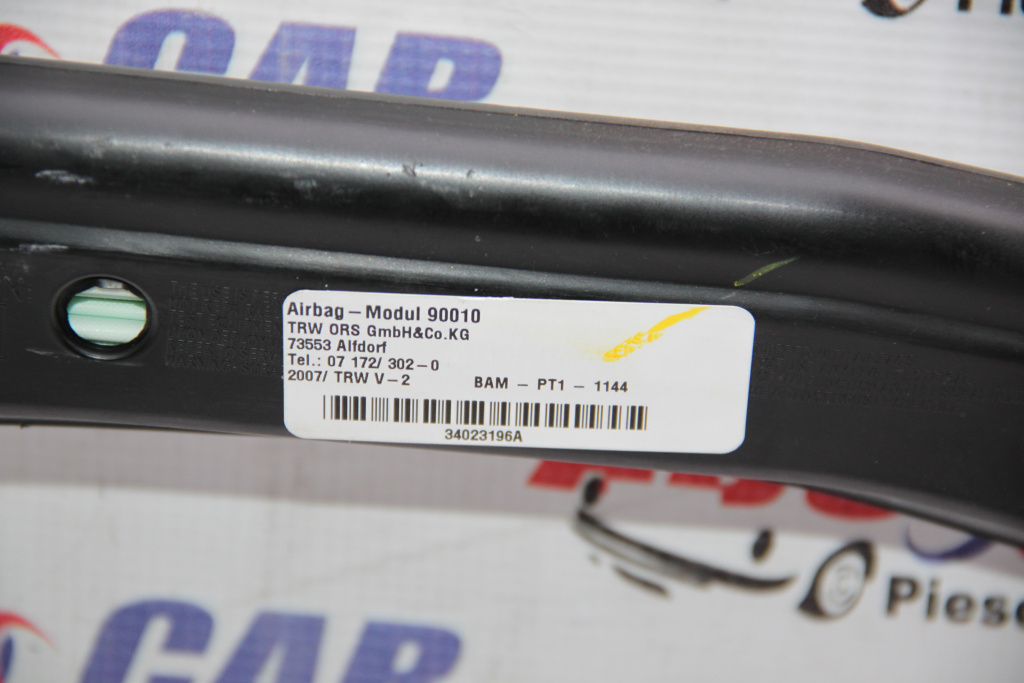 CAR
Airbag – Modul 90010
TRW ORS GmbH&Co.KG
73553 Alfdorf
Tel.: 07 172/ 302–0
2007/ TRW V–2
BAM – PT1 – 1144
34023196A
Piese
CAR